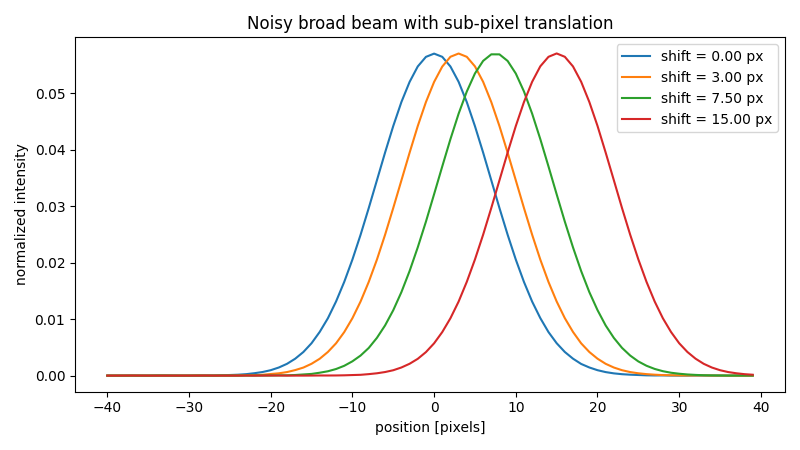 Noisy broad beam with sub-pixel translation
shift = 0.00 px
shift = 3.00 px
shift = 7.50 px
shift = 15.00 px
normalized intensity
0.05
0.04
0.03
0.02
0.01
0.00
−40 −30 −20 −10 0 10 20 30 40
position [pixels]